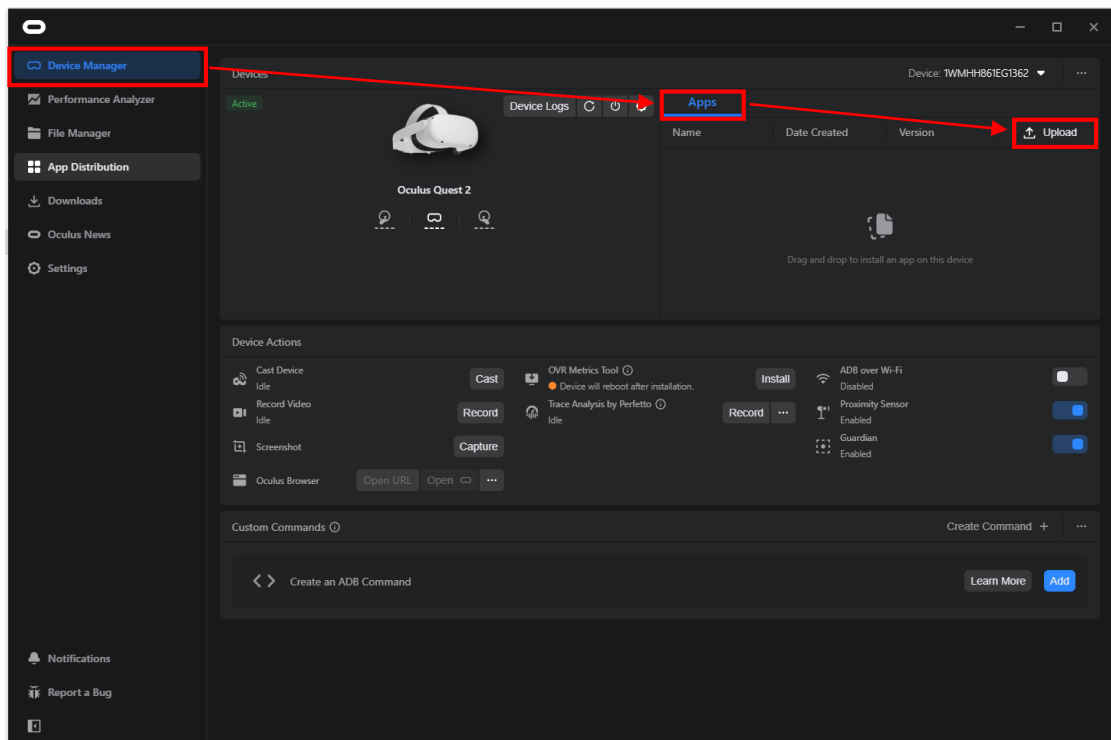 Device Manager
Performance Analyzer
File Manager
App Distribution
Downloads
Oculus News
Settings
Notifications
Report a Bug
Devices
Device: 1WMHH861EG1362
...
Active
Device Logs
Oculus Quest 2
Apps
Name Date Created Version Upload
Drag and drop to install an app on this device
Device Actions
Cast Device
Idle
Cast
Record Video
Idle
Record
Screenshot
Capture
Oculus Browser
Open URL Open ...
OVR Metrics Tool
Device will reboot after installation.
Install
Trace Analysis by Perfetto
Idle
Record ...
ADB over Wi-Fi
Disabled
Proximity Sensor
Enabled
Guardian
Enabled
Custom Commands
Create Command + ...
Create an ADB Command
Learn More Add